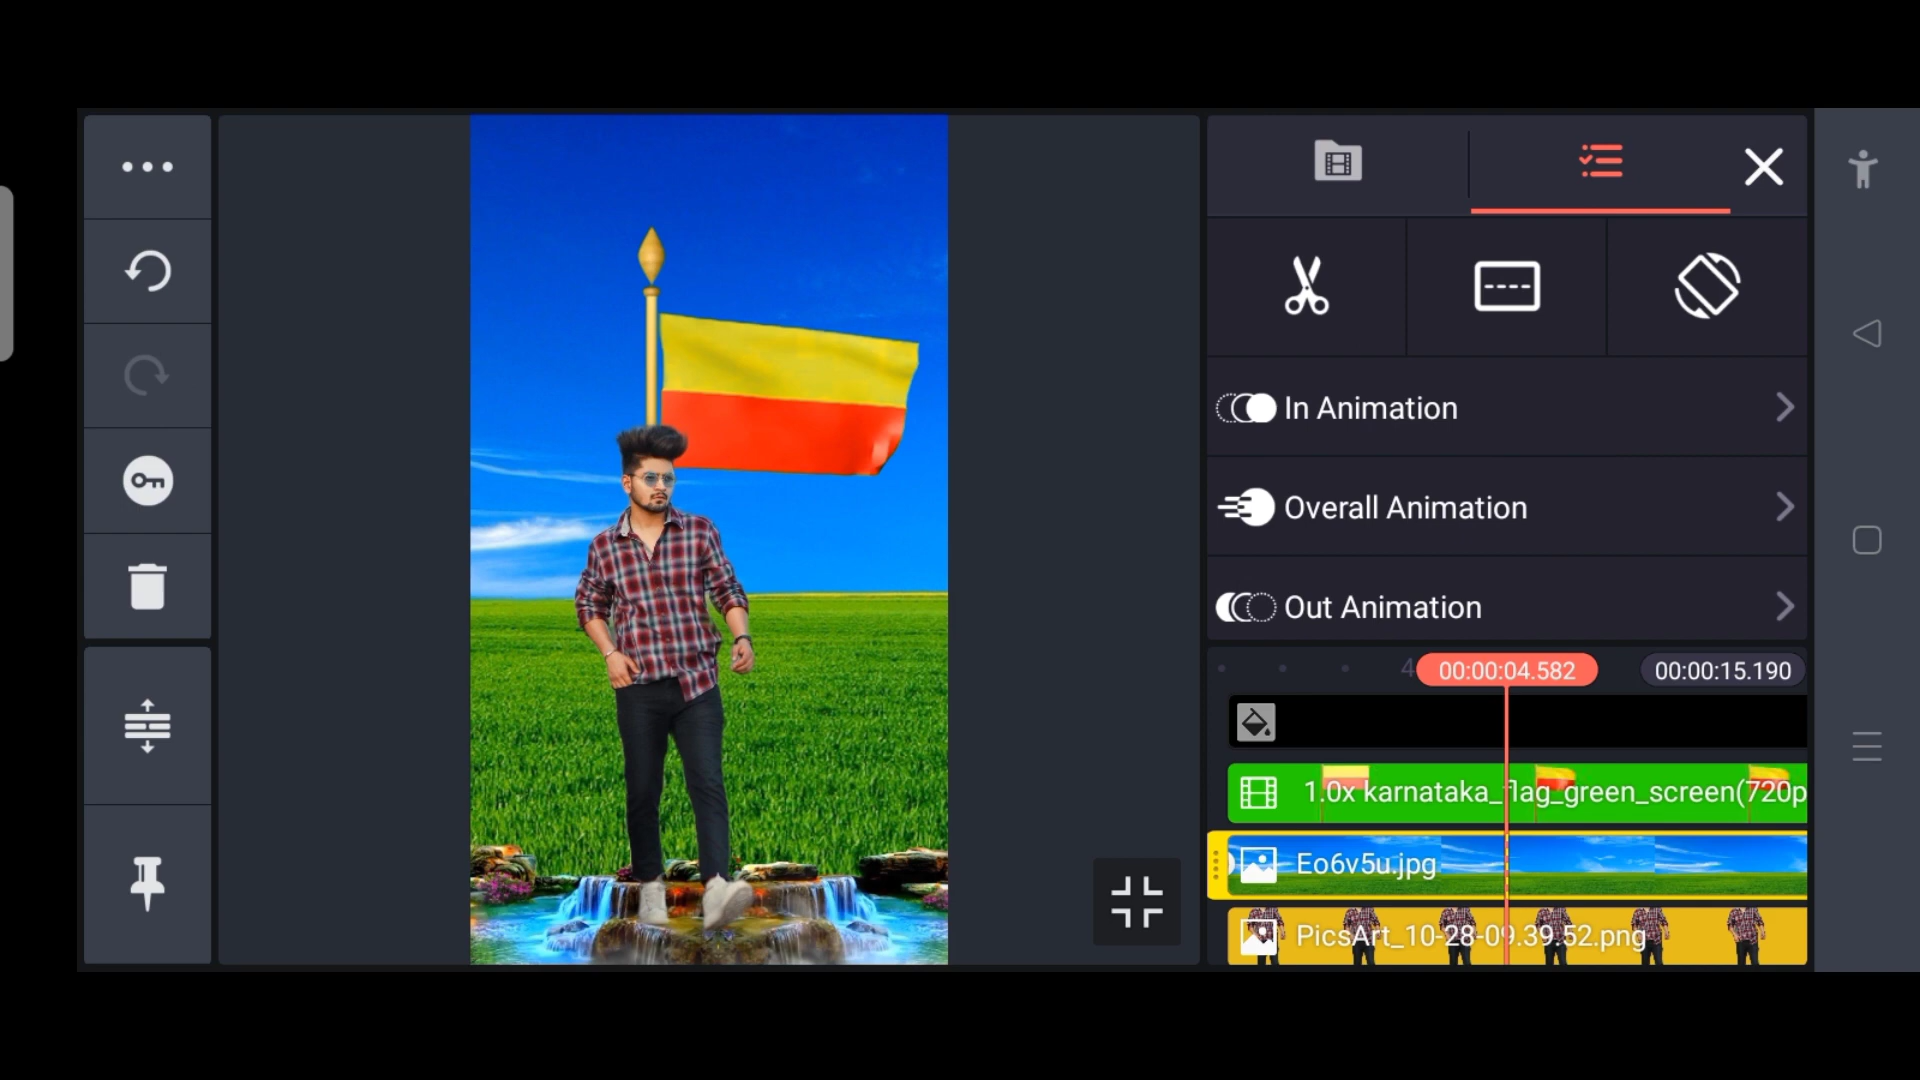 In Animation
Overall Animation
Out Animation
4
00:00:04.582
00:00:15.190
1.0x karnataka_flag_green_screen(720p
Eo6v5u.jpg
PicsArt_10-28-09.39.52.png